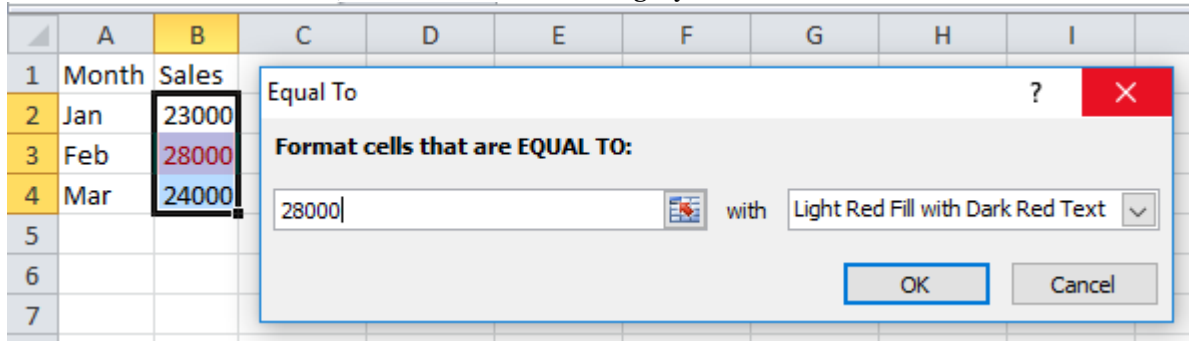 A B C D E F G H I
1 Month Sales
2 Jan 23000
3 Feb 28000
4 Mar 24000
5
6
7
Equal To ?
Format cells that are EQUAL TO:
28000 with Light Red Fill with Dark Red Text
OK Cancel